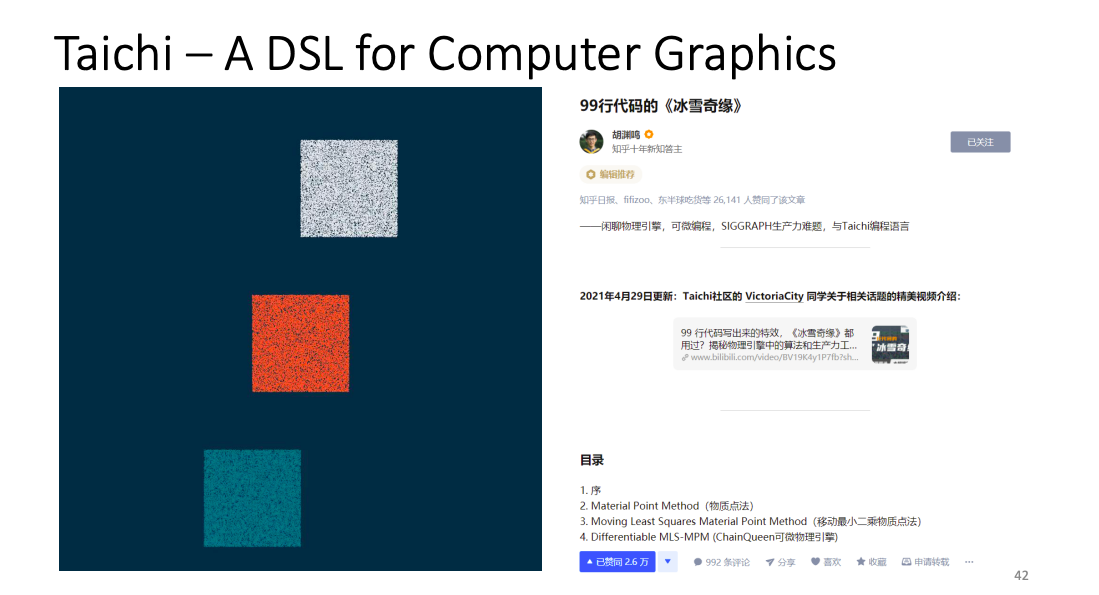 Taichi – A DSL for Computer Graphics
99行代码的《冰雪奇缘》
胡渊鸣
知乎十年新知答主
已关注
编辑推荐
知乎日报、fifizoo、东半球吃货等 26,141 人赞同了该文章
——闲聊物理引擎，可微编程，SIGGRAPH生产力难题，与Taichi编程语言
2021年4月29日更新：Taichi社区的 VictoriaCity 同学关于相关话题的精美视频介绍：
99 行代码写出来的特效，《冰雪奇缘》都
用过？揭秘物理引擎中的算法和生产力工...
www.bilibili.com/video/BV19K4y1P7fb?sh...
冰雪奇
目录
1. 序
2. Material Point Method（物质点法）
3. Moving Least Squares Material Point Method（移动最小二乘物质点法）
4. Differentiable MLS-MPM (ChainQueen可微物理引擎)
已赞同 2.6 万
992 条评论
分享
喜欢
收藏
申请转载
···
42